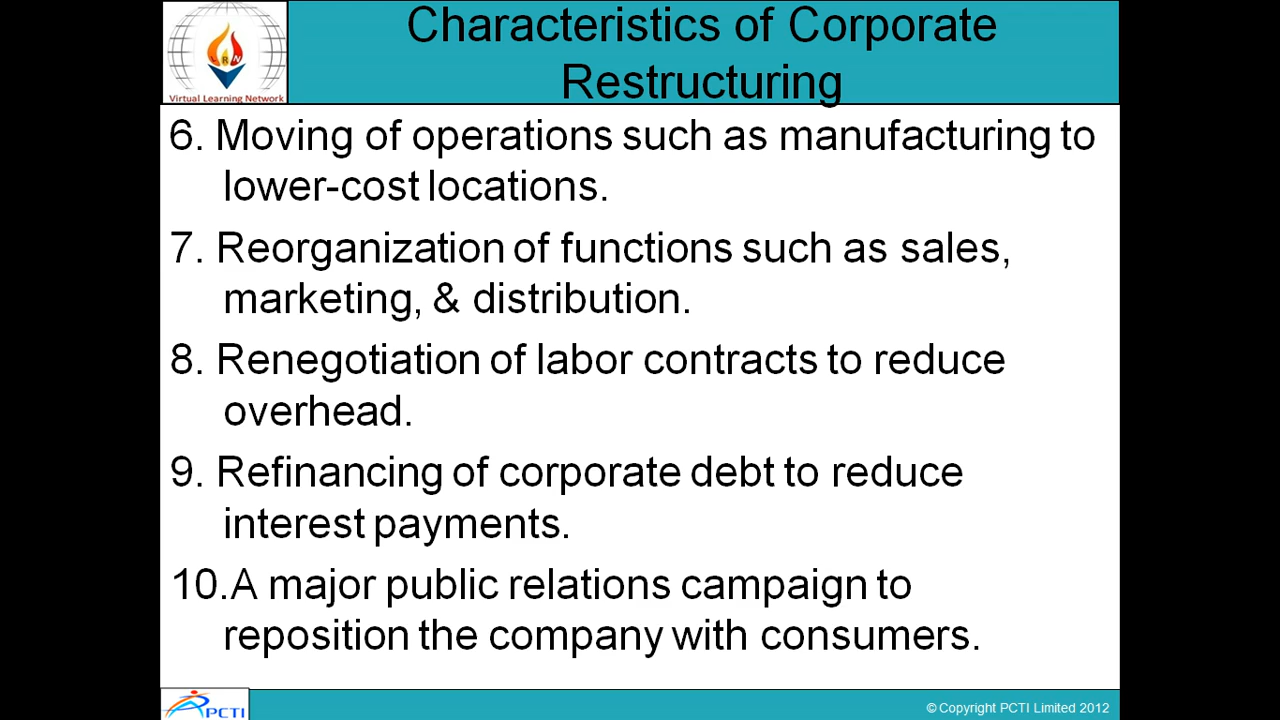 Characteristics of Corporate
Restructuring
LRN
Virtual Learning Network
6. Moving of operations such as manufacturing to
lower-cost locations.
7. Reorganization of functions such as sales,
marketing, & distribution.
8. Renegotiation of labor contracts to reduce
overhead.
9. Refinancing of corporate debt to reduce
interest payments.
10.A major public relations campaign to
reposition the company with consumers.
PCTI
© Copyright PCTI Limited 2012